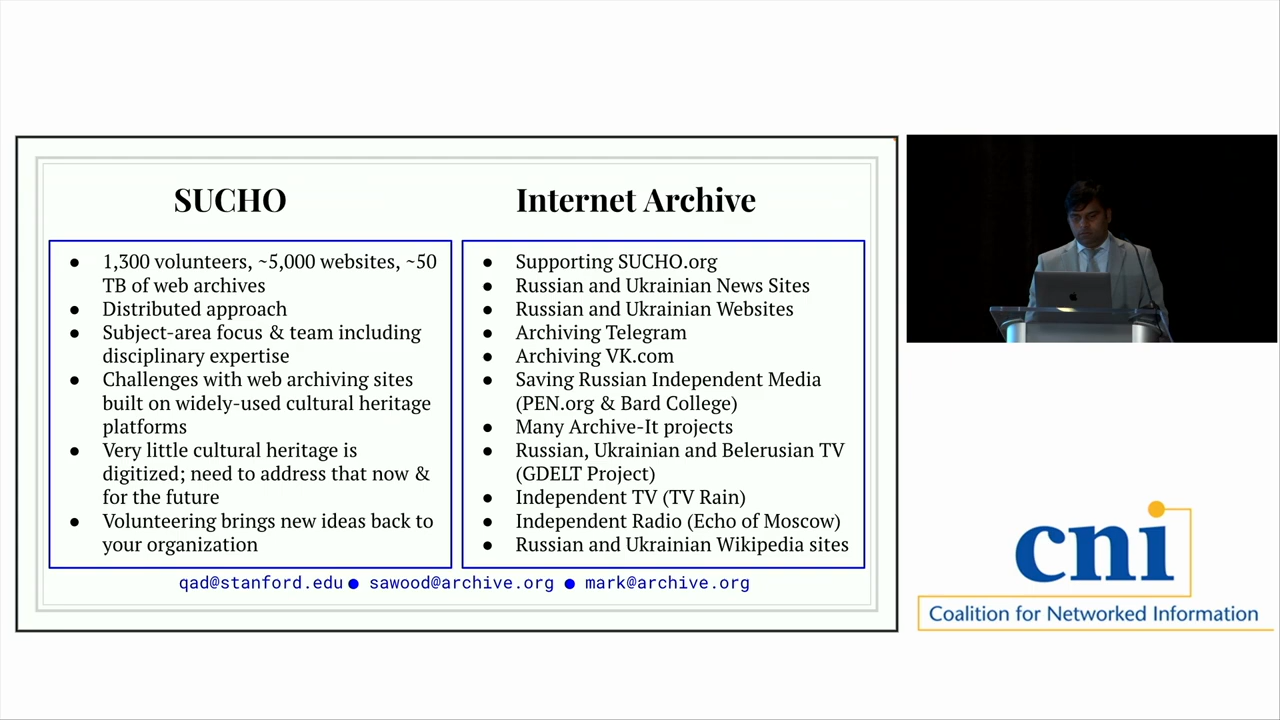 SUCHO
● 1,300 volunteers, ~5,000 websites, ~50
TB of web archives
● Distributed approach
● Subject-area focus & team including
disciplinary expertise
● Challenges with web archiving sites
built on widely-used cultural heritage
platforms
● Very little cultural heritage is
digitized; need to address that now &
for the future
● Volunteering brings new ideas back to
your organization
Internet Archive
● Supporting SUCHO.org
● Russian and Ukrainian News Sites
● Russian and Ukrainian Websites
● Archiving Telegram
● Archiving VK.com
● Saving Russian Independent Media
(PEN.org & Bard College)
● Many Archive-It projects
● Russian, Ukrainian and Belerusian TV
(GDELT Project)
● Independent TV (TV Rain)
● Independent Radio (Echo of Moscow)
● Russian and Ukrainian Wikipedia sites
qad@stanford.edu ● sawood@archive.org ● mark@archive.org
cni
Coalition for Networked Information